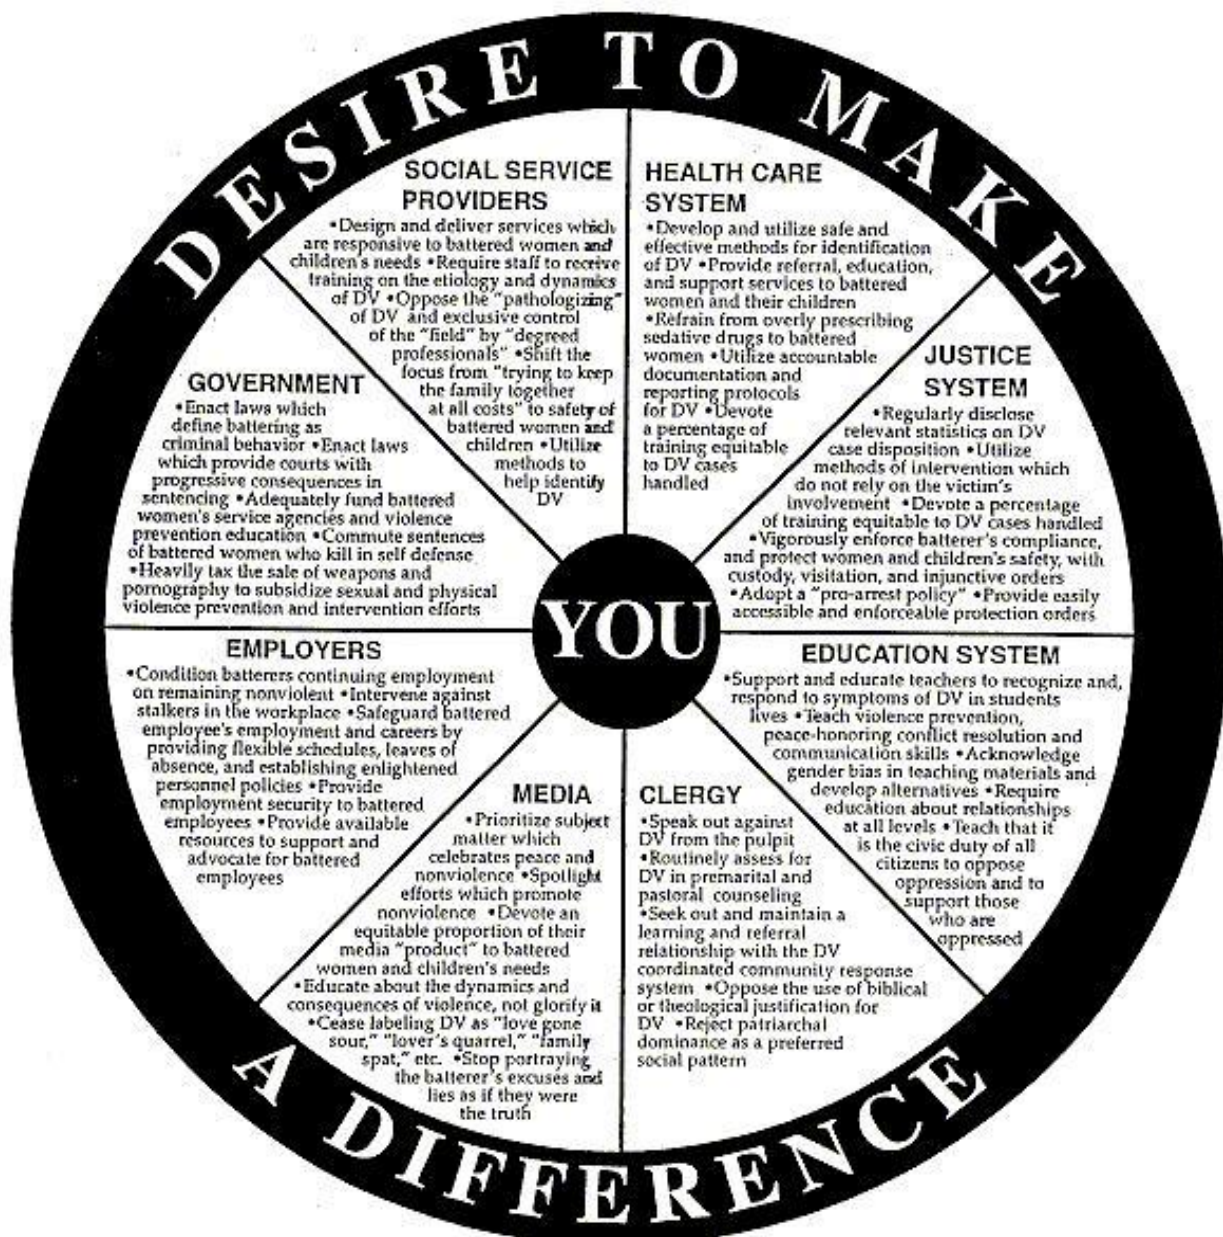 DESIRE TO MAKE
A DIFFERENCE
YOU
SOCIAL SERVICE
PROVIDERS
•Design and deliver services which
are responsive to battered women and
children's needs •Require staff to receive
training on the etiology and dynamics
of DV •Oppose the "pathologizing"
of DV and exclusive control
of the "field" by "degreed
professionals" •Shift the
focus from "trying to keep
the family together
at all costs" to safety of
battered women and
children •Utilize
methods to
help identify
DV
HEALTH CARE
SYSTEM
•Develop and utilize safe and
effective methods for identification
of DV •Provide referral, education,
and support services to battered
women and their children
•Refrain from overly prescribing
sedative drugs to battered
women •Utilize accountable
documentation and
reporting protocols
for DV •Devote
a percentage of
training equitable
to DV cases
handled
JUSTICE
SYSTEM
•Regularly disclose
relevant statistics on DV
case disposition •Utilize
methods of intervention which
do not rely on the victim's
involvement •Devote a percentage
of training equitable to DV cases handled
•Vigorously enforce batterer's compliance,
and protect women and children's safety, with
custody, visitation, and injunctive orders
•Adopt a "pro-arrest policy" •Provide easily
accessible and enforceable protection orders
EDUCATION SYSTEM
•Support and educate teachers to recognize and,
respond to symptoms of DV in students
lives •Teach violence prevention,
peace-honoring conflict resolution and
communication skills •Acknowledge
gender bias in teaching materials and
develop alternatives •Require
education about relationships
at all levels •Teach that it
is the civic duty of all
citizens to oppose
oppression and to
support those
who are
oppressed
CLERGY
•Speak out against
DV from the pulpit
•Routinely assess for
DV in premarital and
pastoral counseling
•Seek out and maintain a
learning and referral
relationship with the DV
coordinated community response
system •Oppose the use of biblical
or theological justification for
DV •Reject patriarchal
dominance as a preferred
social pattern
MEDIA
•Prioritize subject
matter which
celebrates peace and
nonviolence •Spotlight
efforts which promote
nonviolence •Devote an
equitable proportion of their
media "product" to battered
women and children's needs
•Educate about the dynamics and
consequences of violence, not glorify it
•Cease labeling DV as "love gone
sour," "lover's quarrel," "family
spat," etc. •Stop portraying
the batterer's excuses and
lies as if they were
the truth
EMPLOYERS
•Condition batterers continuing employment
on remaining nonviolent •Intervene against
stalkers in the workplace •Safeguard battered
employee's employment and careers by
providing flexible schedules, leaves of
absence, and establishing enlightened
personnel policies •Provide
employment security to battered
employees •Provide available
resources to support and
advocate for battered
employees
GOVERNMENT
•Enact laws which
define battering as
criminal behavior •Enact laws
which provide courts with
progressive consequences in
sentencing •Adequately fund battered
women's service agencies and violence
prevention education •Commute sentences
of battered women who kill in self defense
•Heavily tax the sale of weapons and
pornography to subsidize sexual and physical
violence prevention and intervention efforts